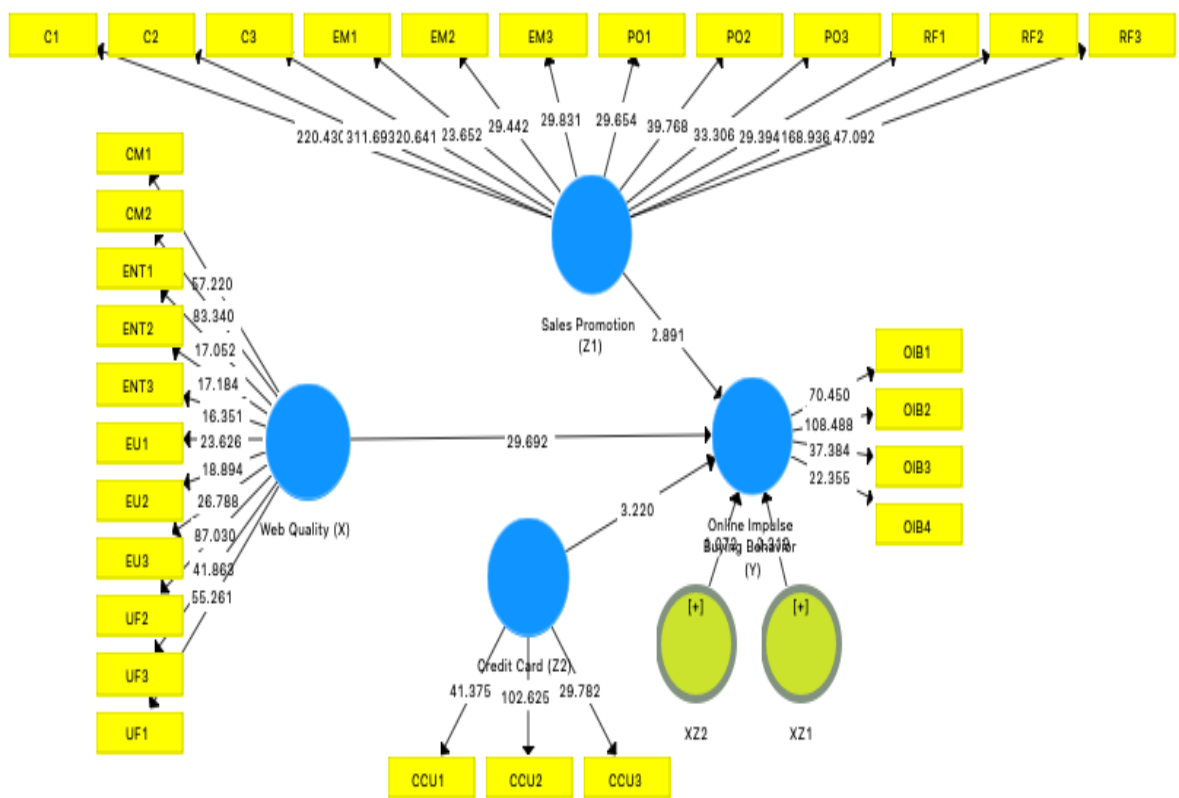 C1 C2 C3 EM1 EM2 EM3 PO1 PO2 PO3 RF1 RF2 RF3
220.430 311.693 20.641 23.652 29.442 29.831 29.654 39.768 33.306 29.394 168.936 47.092
CM1
CM2
ENT1
ENT2
ENT3
EU1
EU2
EU3
UF2
UF3
UF1
57.220
83.340
17.052
17.184
16.351
23.626
18.894
26.788
87.030
41.863
55.261
Web Quality (X)
Sales Promotion
(Z1)
2.891
29.692
3.220
Credit Card (Z2)
41.375 102.625 29.782
CCU1 CCU2 CCU3
OIB1
OIB2
OIB3
OIB4
70.450
108.488
37.384
22.355
Online Impulse
Buying Behavior
(Y)
[+] [+]
XZ2 XZ1